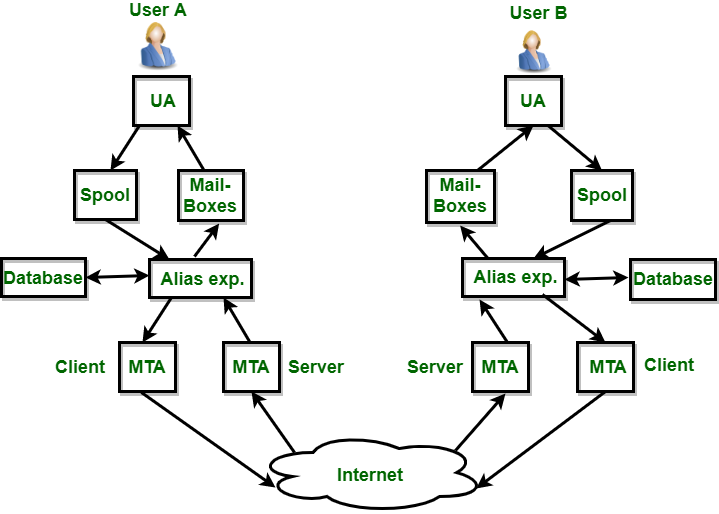 User A
User B
UA
UA
Spool
Mail-
Boxes
Mail-
Boxes
Spool
Database
Alias exp.
Alias exp.
Database
Client
MTA
MTA
Server
Server
MTA
MTA
Client
Internet